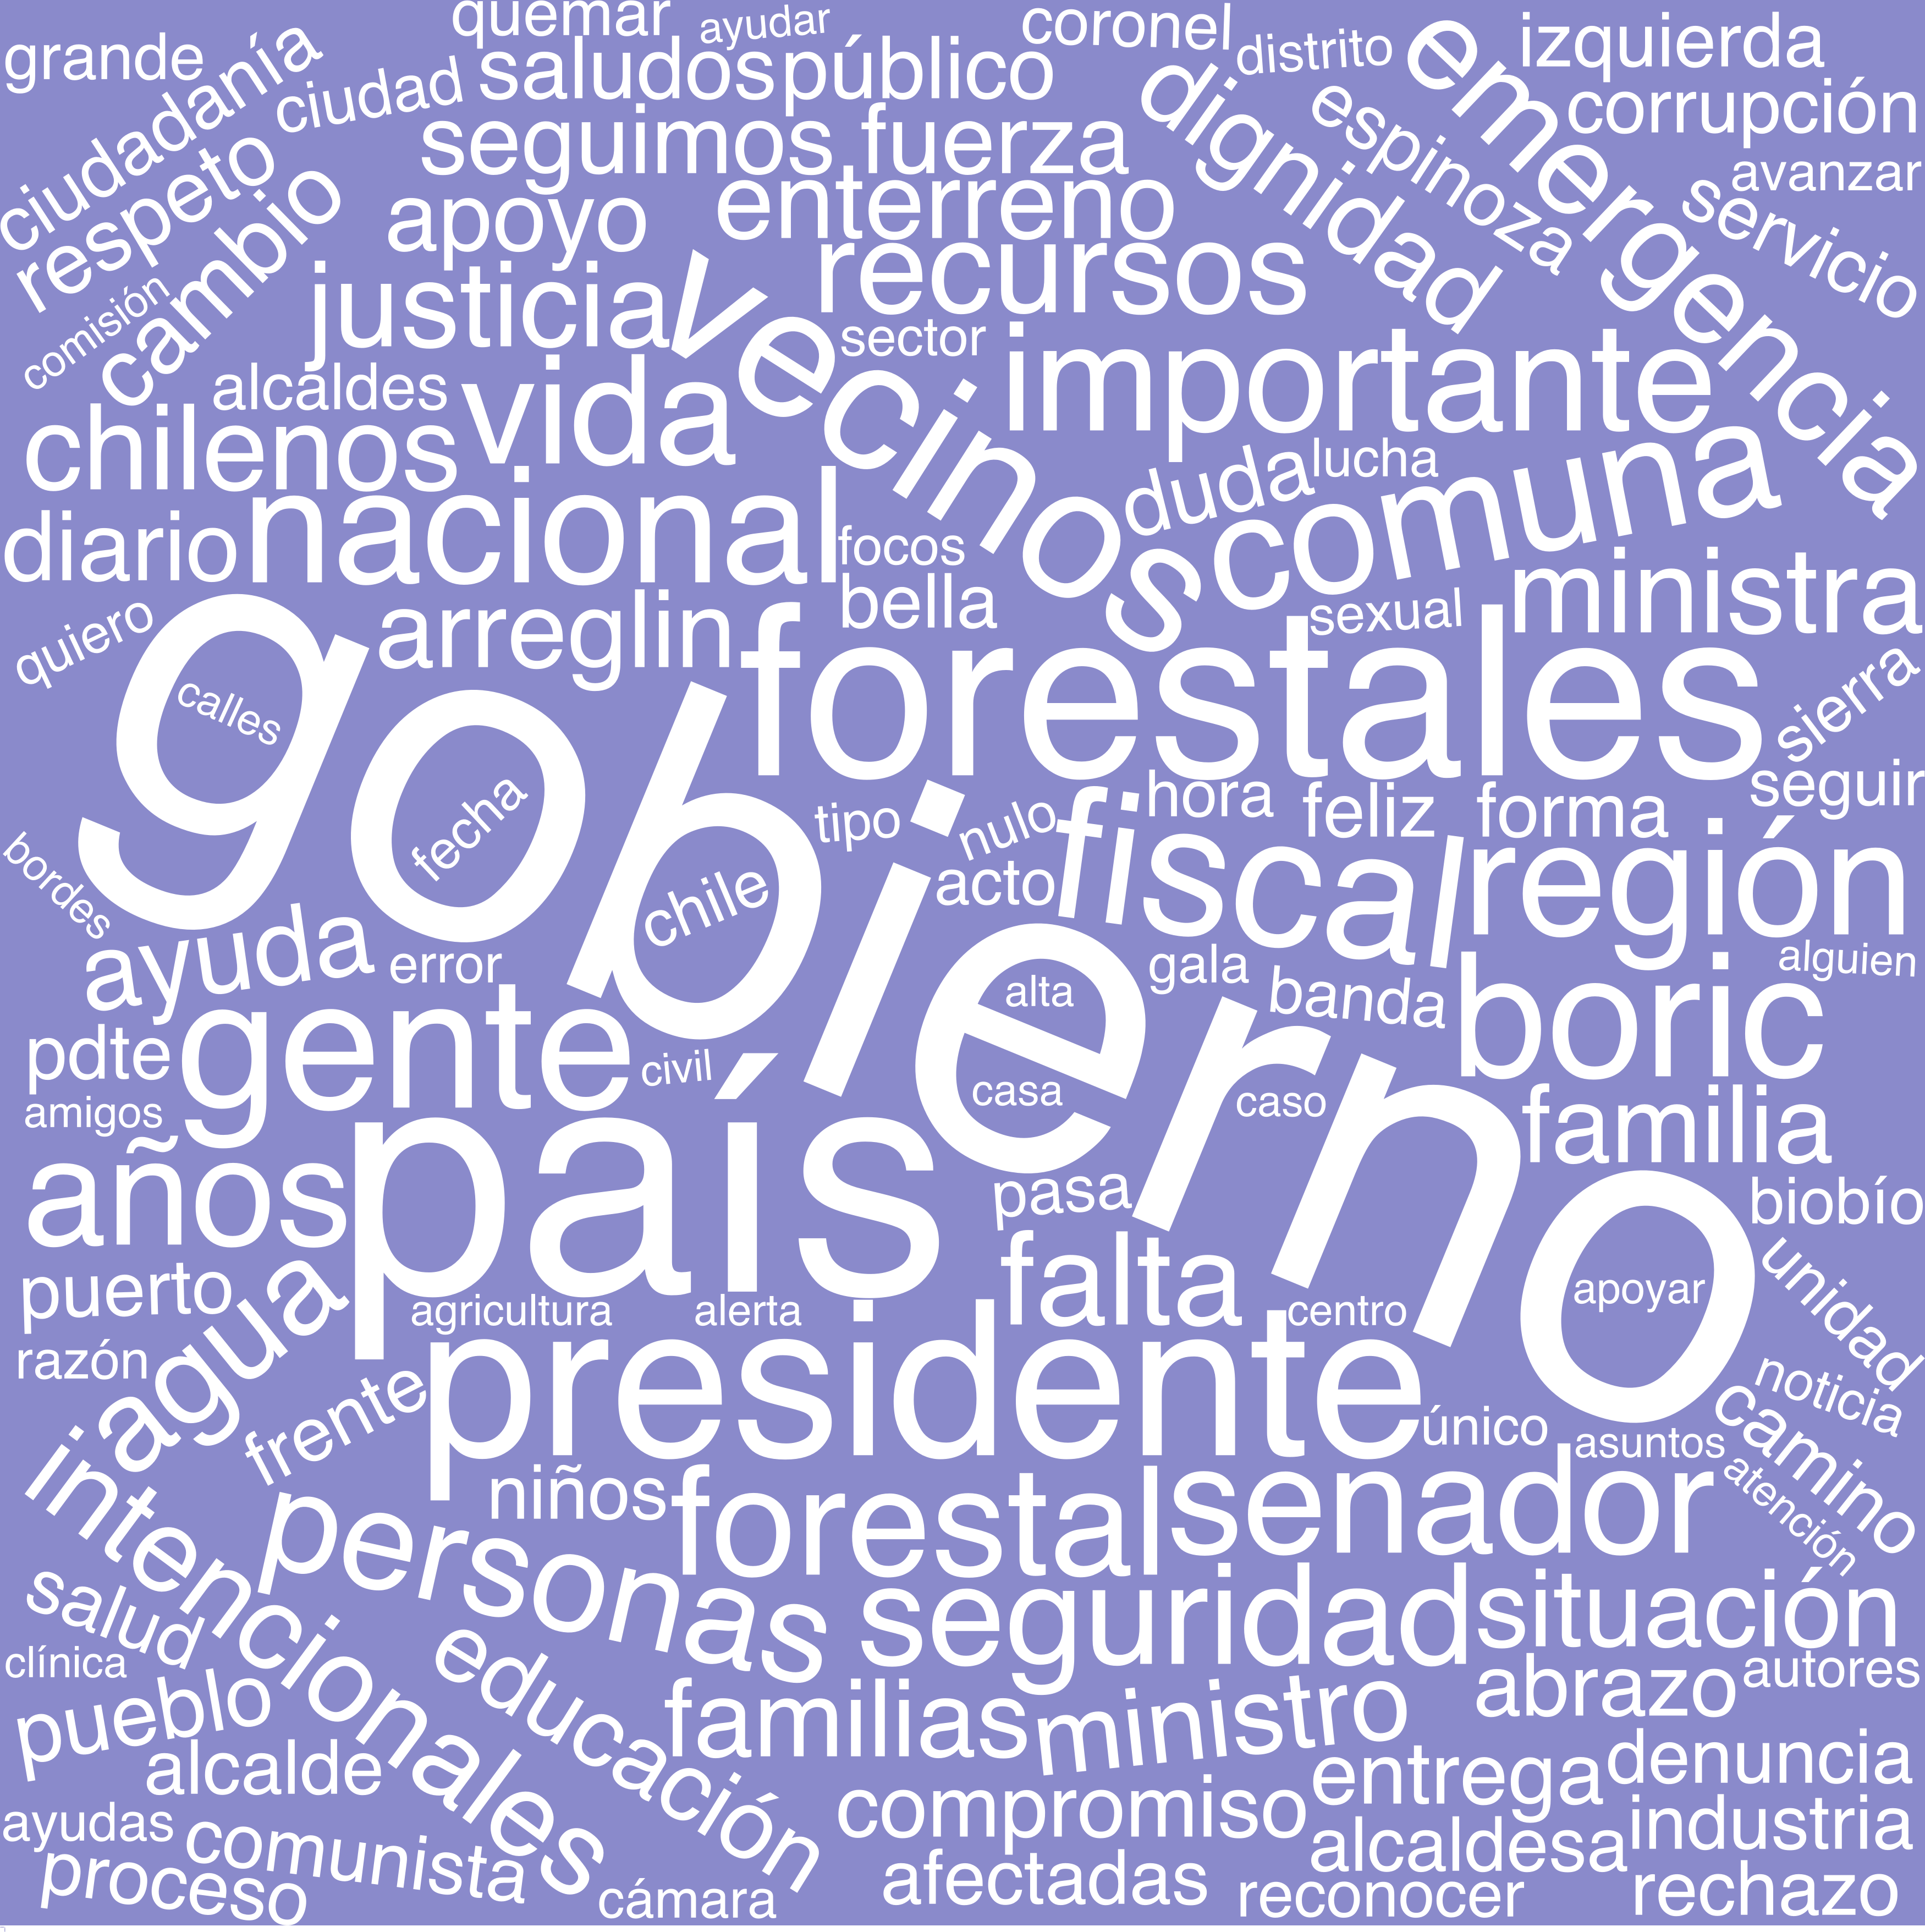 quemar
ayudar
coronel
distrito
izquierda
grande
ciudadanía
ciudad
saludos
público
dignidad
espinoza
emergencia
corrupción
respeto
seguimos
fuerza
avanzar
servicio
cambio
apoyo
enterreno
comisión
justicia
vecinos
recursos
sector
importante
alcaldes
vida
chilenos
duda
lucha
comuna
diario
nacional
focos
bella
ministra
quiero
arreglin
sexual
forestales
sierra
calles
gobierno
fecha
tipo
nulo
hora
feliz
forma
seguir
bordes
chile
acto
fiscal
región
ayuda
error
alta
gala
banda
boric
alguien
pdte
gente
civil
casa
caso
familia
amigos
años
país
pasa
biobío
puerto
agua
falta
apoyar
unidad
agricultura
alerta
centro
razón
frente
presidente
único
asuntos
noticia
camino
atención
intencionales
niños
forestal
senador
personas
seguridad
situación
salud
clínica
educación
abrazo
autores
pueblo
familias
ministro
alcalde
entrega
denuncia
ayudas
comunista
compromiso
alcaldesa
industria
proceso
cámara
afectadas
reconocer
rechazo